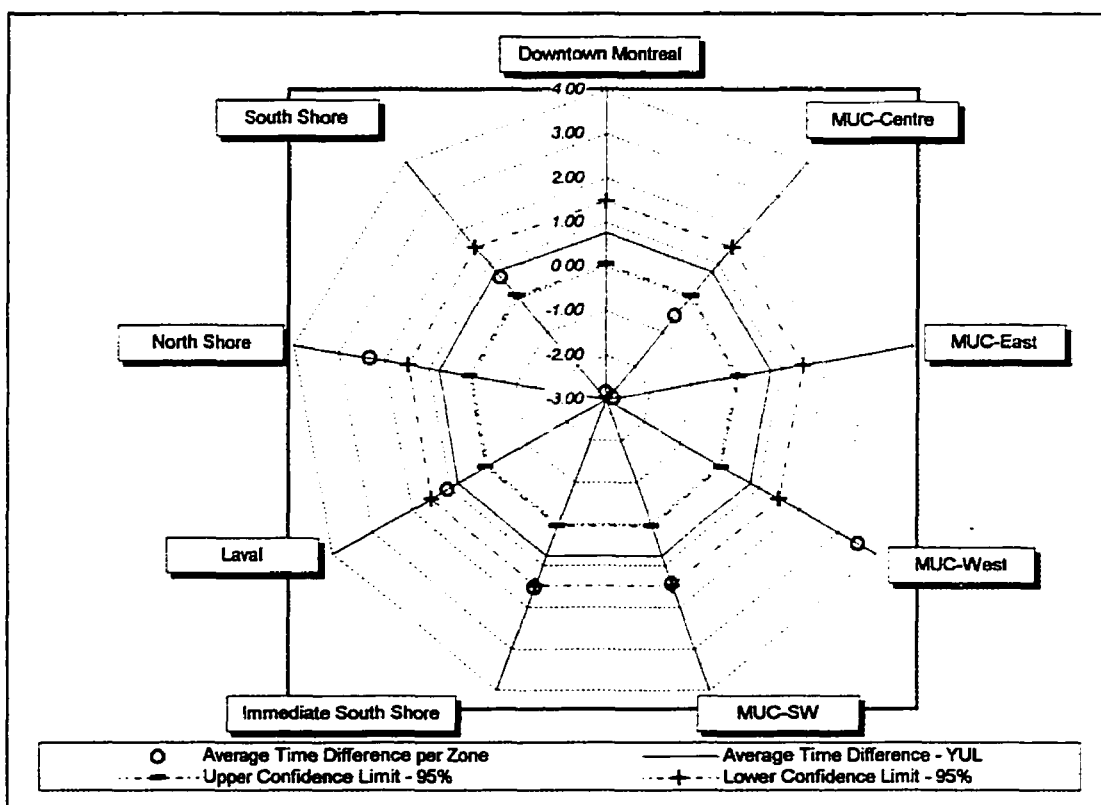 Downtown Montreal
South Shore
4.00
MUC-Centre
3.00
2.00
1.00
0.00
North Shore
-1.00
MUC-East
-2.00
-3.00
Laval
MUC-West
Immediate South Shore
MUC-SW
Average Time Difference per Zone
Average Time Difference - YUL
Upper Confidence Limit - 95%
Lower Confidence Limit - 95%